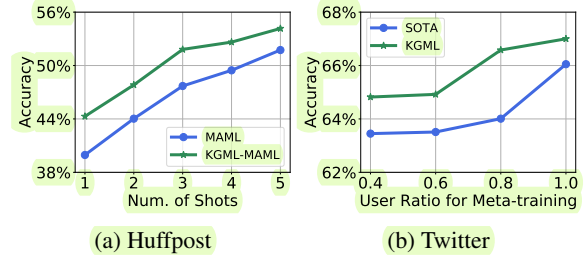 56%
50%
44%
38%
Accuracy
MAML
KGML-MAML
1 2 3 4 5
Num. of Shots
(a) Huffpost
68%
66%
64%
62%
Accuracy
SOTA
KGML
0.4 0.6 0.8 1.0
User Ratio for Meta-training
(b) Twitter